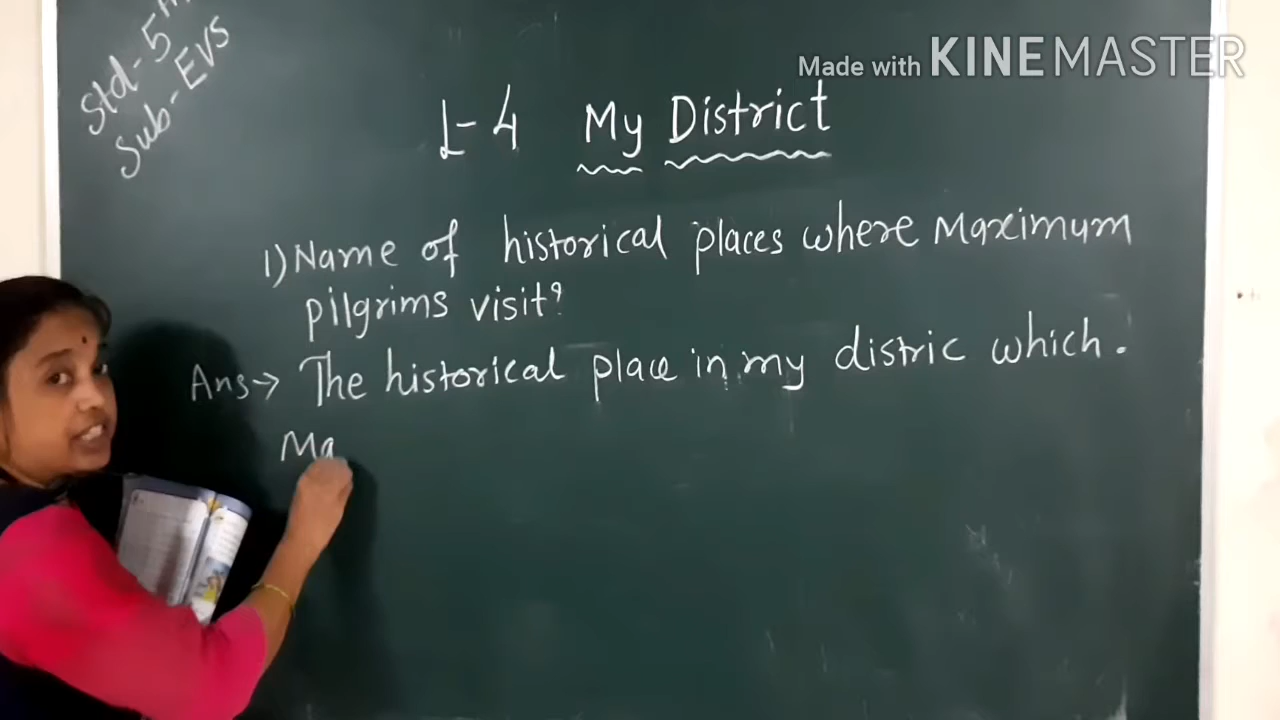 Std-5th
Sub-EVS
Made with KINEMASTER
L-4 My District
1) Name of historical places where Maximum
pilgrims visit?
Ans→ The historical place in my distric which.
Ma